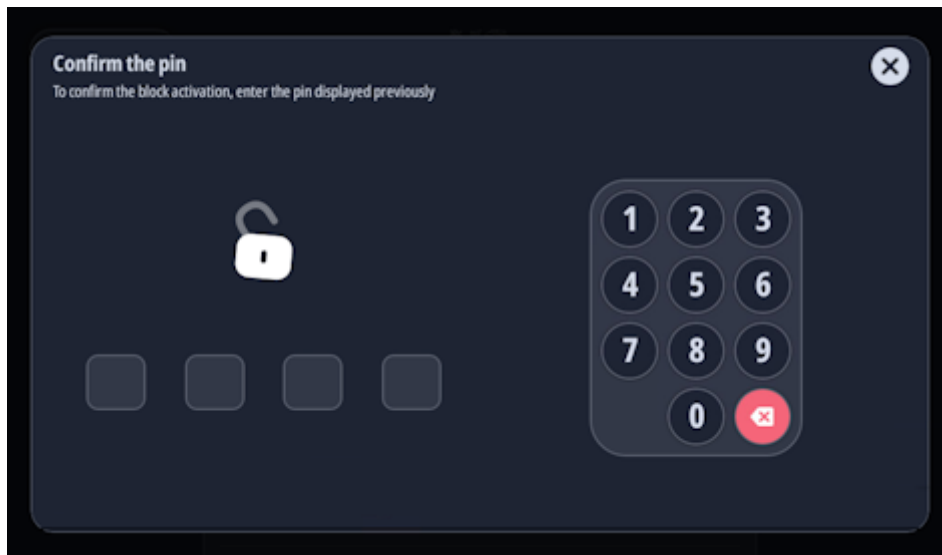 Confirm the pin
To confirm the block activation, enter the pin displayed previously
1 2 3
4 5 6
7 8 9
0